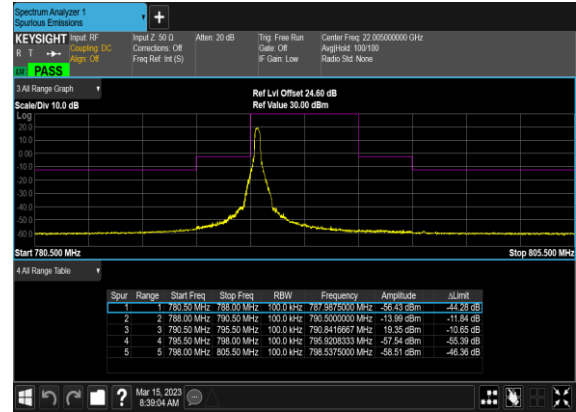 Spectrum Analyzer 1
Spurious Emissions
+
KEYSIGHT Input: RF Input Z: 50 Ω Atten: 20 dB Trig: Free Run Center Freq: 22.005000000 GHz
R T Coupling: DC Corrections: Off Gate: Off Avg|Hold: 100/100
Align: Off Freq Ref: Int (S) IF Gain: Low Radio Std: None
PASS
3 All Range Graph Ref Lvl Offset 24.60 dB
Scale/Div 10.0 dB Ref Value 30.00 dBm
Log
20.0
10.0
0.00
-10.0
-20.0
-30.0
-40.0
-50.0
-60.0
Start 780.500 MHz Stop 805.500 MHz
4 All Range Table
Spur Range Start Freq Stop Freq RBW Frequency Amplitude ΔLimit
1 1 780.50 MHz 788.00 MHz 100.0 kHz 787.9875000 MHz -56.43 dBm -44.28 dB
2 2 788.00 MHz 790.50 MHz 100.0 kHz 790.5000000 MHz -13.99 dBm -11.84 dB
3 3 790.50 MHz 795.50 MHz 100.0 kHz 790.8416667 MHz 19.35 dBm -10.65 dB
4 4 795.50 MHz 798.00 MHz 100.0 kHz 795.9208333 MHz -57.54 dBm -55.39 dB
5 5 798.00 MHz 805.50 MHz 100.0 kHz 798.5375000 MHz -58.51 dBm -46.36 dB
? Mar 15, 2023
8:39:04 AM